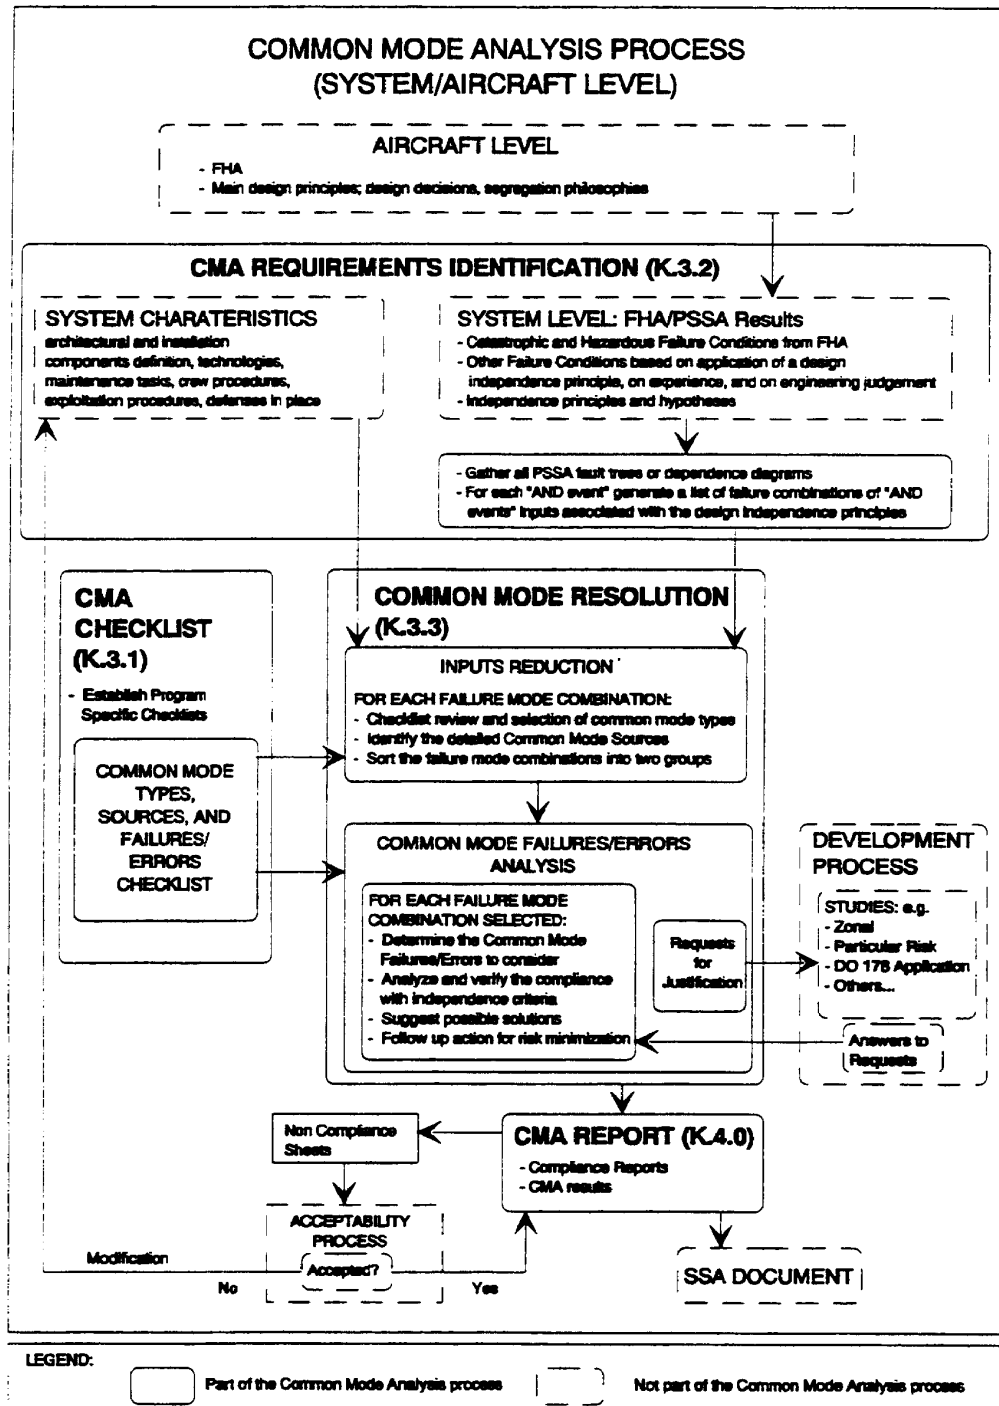 COMMON MODE ANALYSIS PROCESS
(SYSTEM/AIRCRAFT LEVEL)
AIRCRAFT LEVEL
- FHA
- Main design principles; design decisions, segregation philosophies
CMA REQUIREMENTS IDENTIFICATION (K.3.2)
SYSTEM CHARATERISTICS
architectural and installation
components definition, technologies,
maintenance tasks, crew procedures,
exploitation procedures, defenses in place
SYSTEM LEVEL: FHA/PSSA Results
- Catastrophic and Hazardous Failure Conditions from FHA
- Other Failure Conditions based on application of a design
independence principle, on experience, and on engineering judgement
- Independence principles and hypotheses
- Gather all PSSA fault trees or dependence diagrams
- For each "AND event" generate a list of failure combinations of "AND
events" inputs associated with the design independence principles
CMA
CHECKLIST
(K.3.1)
- Establish Program
Specific Checklists
COMMON MODE
TYPES,
SOURCES, AND
FAILURES/
ERRORS
CHECKLIST
COMMON MODE RESOLUTION
(K.3.3)
INPUTS REDUCTION
FOR EACH FAILURE MODE COMBINATION:
- Checklist review and selection of common mode types
- Identify the detailed Common Mode Sources
- Sort the failure mode combinations into two groups
COMMON MODE FAILURES/ERRORS
ANALYSIS
FOR EACH FAILURE MODE
COMBINATION SELECTED:
- Determine the Common Mode
Failures/Errors to consider
- Analyze and verify the compliance
with independence criteria
- Suggest possible solutions
- Follow up action for risk minimization
Requests
for
Justification
DEVELOPMENT
PROCESS
STUDIES: e.g.
- Zonal
- Particular Risk
- DO 178 Application
- Others...
Answers to
Requests
Non Compliance
Sheets
CMA REPORT (K.4.0)
- Compliance Reports
- CMA results
ACCEPTABILITY
PROCESS
Accepted?
Modification
No
Yes
SSA DOCUMENT
LEGEND:
Part of the Common Mode Analysis process
Not part of the Common Mode Analysis process